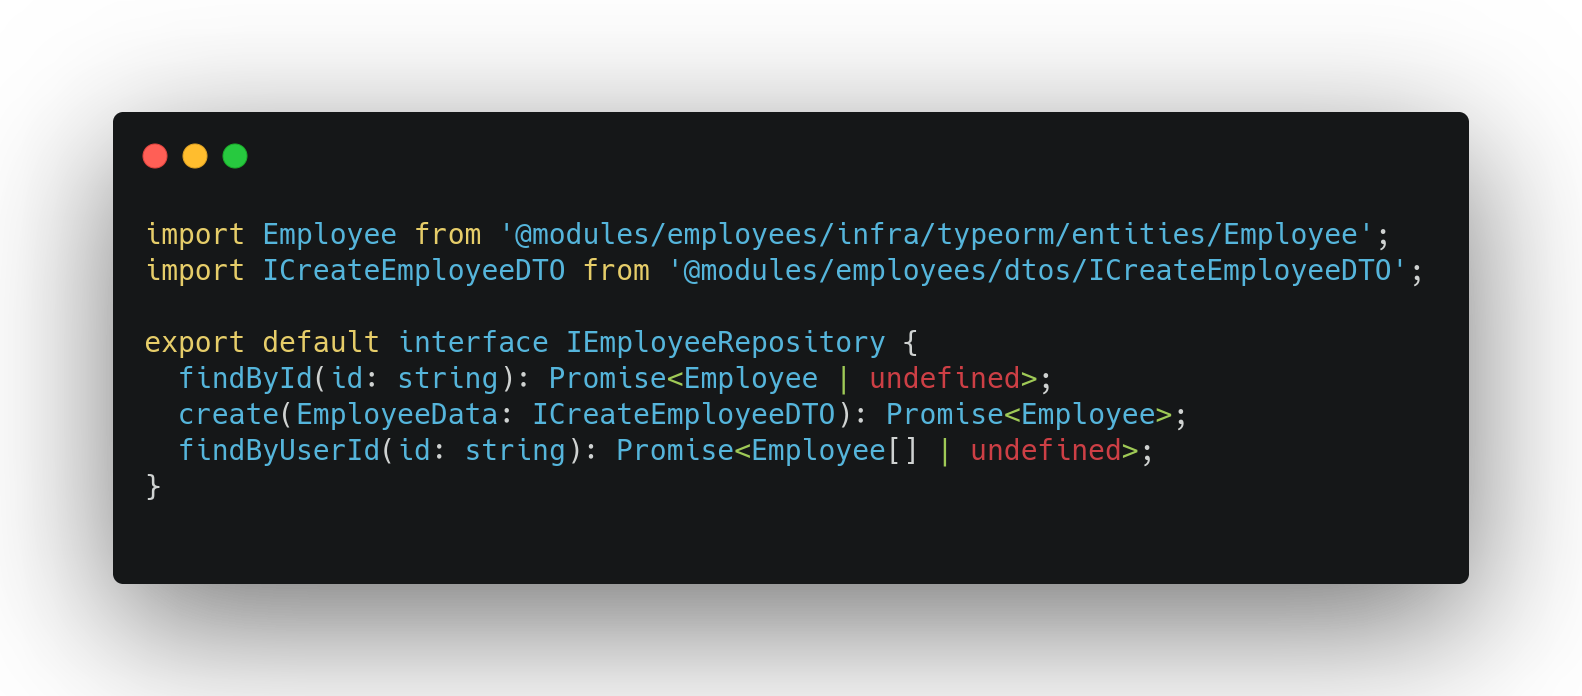 import Employee from '@modules/employees/infra/typeorm/entities/Employee';
import ICreateEmployeeDTO from '@modules/employees/dtos/ICreateEmployeeDTO';

export default interface IEmployeeRepository {
  findById(id: string): Promise<Employee | undefined>;
  create(EmployeeData: ICreateEmployeeDTO): Promise<Employee>;
  findByUserId(id: string): Promise<Employee[] | undefined>;
}